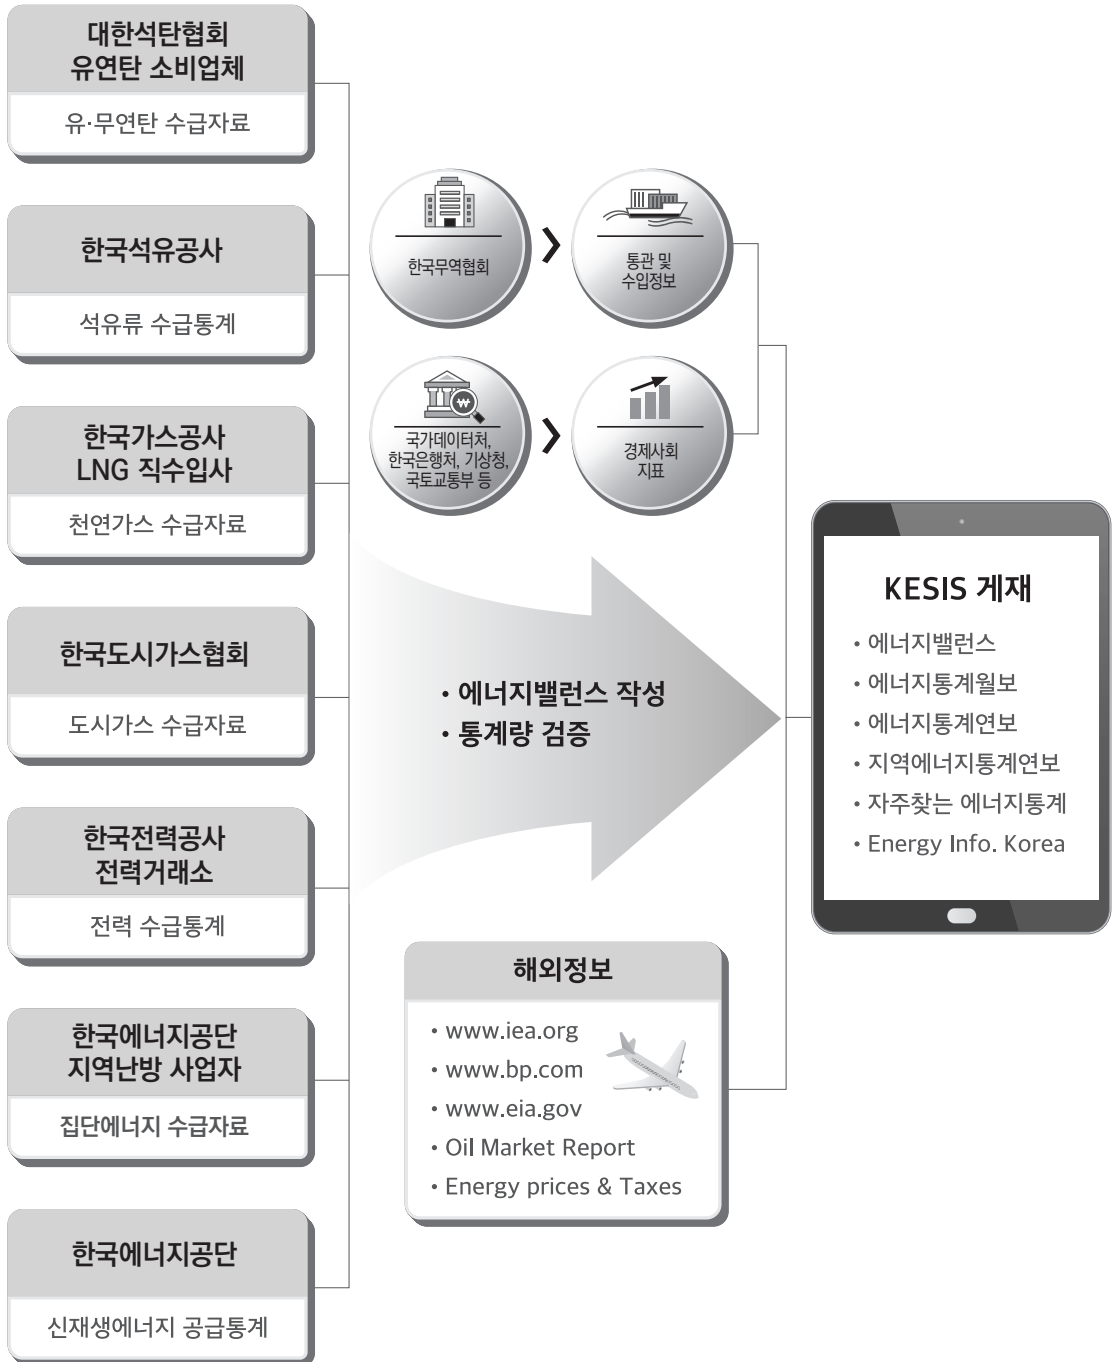 대한석탄협회
유연탄 소비업체
유·무연탄 수급자료
한국석유공사
석유류 수급통계
한국가스공사
LNG 직수입사
천연가스 수급자료
한국도시가스협회
도시가스 수급자료
한국전력공사
전력거래소
전력 수급통계
한국에너지공단
지역난방 사업자
집단에너지 수급자료
한국에너지공단
신재생에너지 공급통계
한국무역협회
통관 및
수입정보
국가데이터처,
한국은행처, 기상청,
국토교통부 등
경제사회
지표
• 에너지밸런스 작성
• 통계량 검증
해외정보
• www.iea.org
• www.bp.com
• www.eia.gov
• Oil Market Report
• Energy prices & Taxes
KESIS 게재
• 에너지밸런스
• 에너지통계월보
• 에너지통계연보
• 지역에너지통계연보
• 자주찾는 에너지통계
• Energy Info. Korea